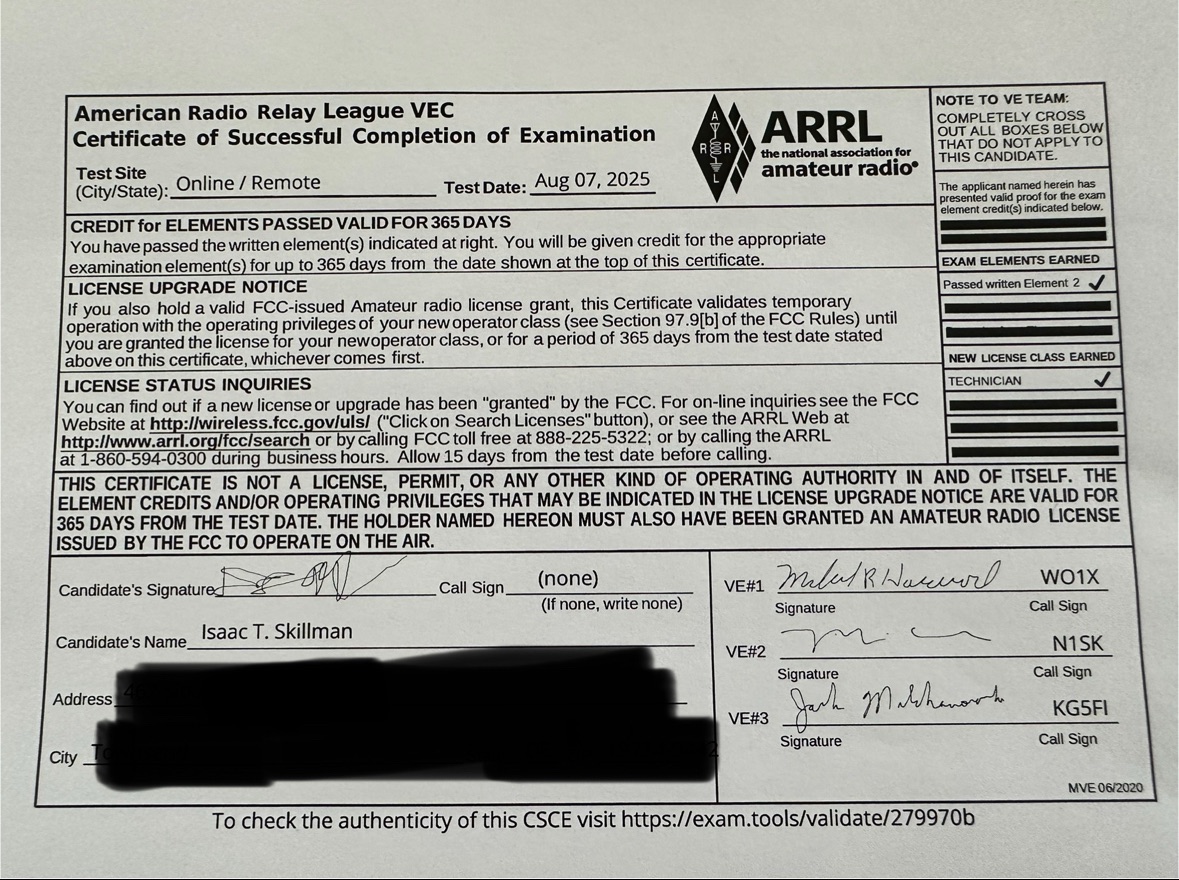 American Radio Relay League VEC
Certificate of Successful Completion of Examination
Test Site
(City/State): Online / Remote Test Date: Aug 07, 2025
A
R R
L
ARRL
the national association for
amateur radio®
NOTE TO VE TEAM:
COMPLETELY CROSS
OUT ALL BOXES BELOW
THAT DO NOT APPLY TO
THIS CANDIDATE.
The applicant named herein has
presented valid proof for the exam
element credit(s) indicated below.
EXAM ELEMENTS EARNED
Passed written Element 2 ✓
NEW LICENSE CLASS EARNED
TECHNICIAN ✓
CREDIT for ELEMENTS PASSED VALID FOR 365 DAYS
You have passed the written element(s) indicated at right. You will be given credit for the appropriate
examination element(s) for up to 365 days from the date shown at the top of this certificate.
LICENSE UPGRADE NOTICE
If you also hold a valid FCC-issued Amateur radio license grant, this Certificate validates temporary
operation with the operating privileges of your new operator class (see Section 97.9[b] of the FCC Rules) until
you are granted the license for your new operator class, or for a period of 365 days from the test date stated
above on this certificate, whichever comes first.
LICENSE STATUS INQUIRIES
You can find out if a new license or upgrade has been "granted" by the FCC. For on-line inquiries see the FCC
Website at http://wireless.fcc.gov/uls/ ("Click on Search Licenses" button), or see the ARRL Web at
http://www.arrl.org/fcc/search or by calling FCC toll free at 888-225-5322; or by calling the ARRL
at 1-860-594-0300 during business hours. Allow 15 days from the test date before calling.
THIS CERTIFICATE IS NOT A LICENSE, PERMIT, OR ANY OTHER KIND OF OPERATING AUTHORITY IN AND OF ITSELF. THE
ELEMENT CREDITS AND/OR OPERATING PRIVILEGES THAT MAY BE INDICATED IN THE LICENSE UPGRADE NOTICE ARE VALID FOR
365 DAYS FROM THE TEST DATE. THE HOLDER NAMED HEREON MUST ALSO HAVE BEEN GRANTED AN AMATEUR RADIO LICENSE
ISSUED BY THE FCC TO OPERATE ON THE AIR.
Candidate's Signature Call Sign (none)
(If none, write none)
Candidate's Name Isaac T. Skillman
Address
City
VE#1 WO1X
Signature Call Sign
VE#2 N1SK
Signature Call Sign
VE#3 KG5FI
Signature Call Sign
MVE 06/2020
To check the authenticity of this CSCE visit https://exam.tools/validate/279970b